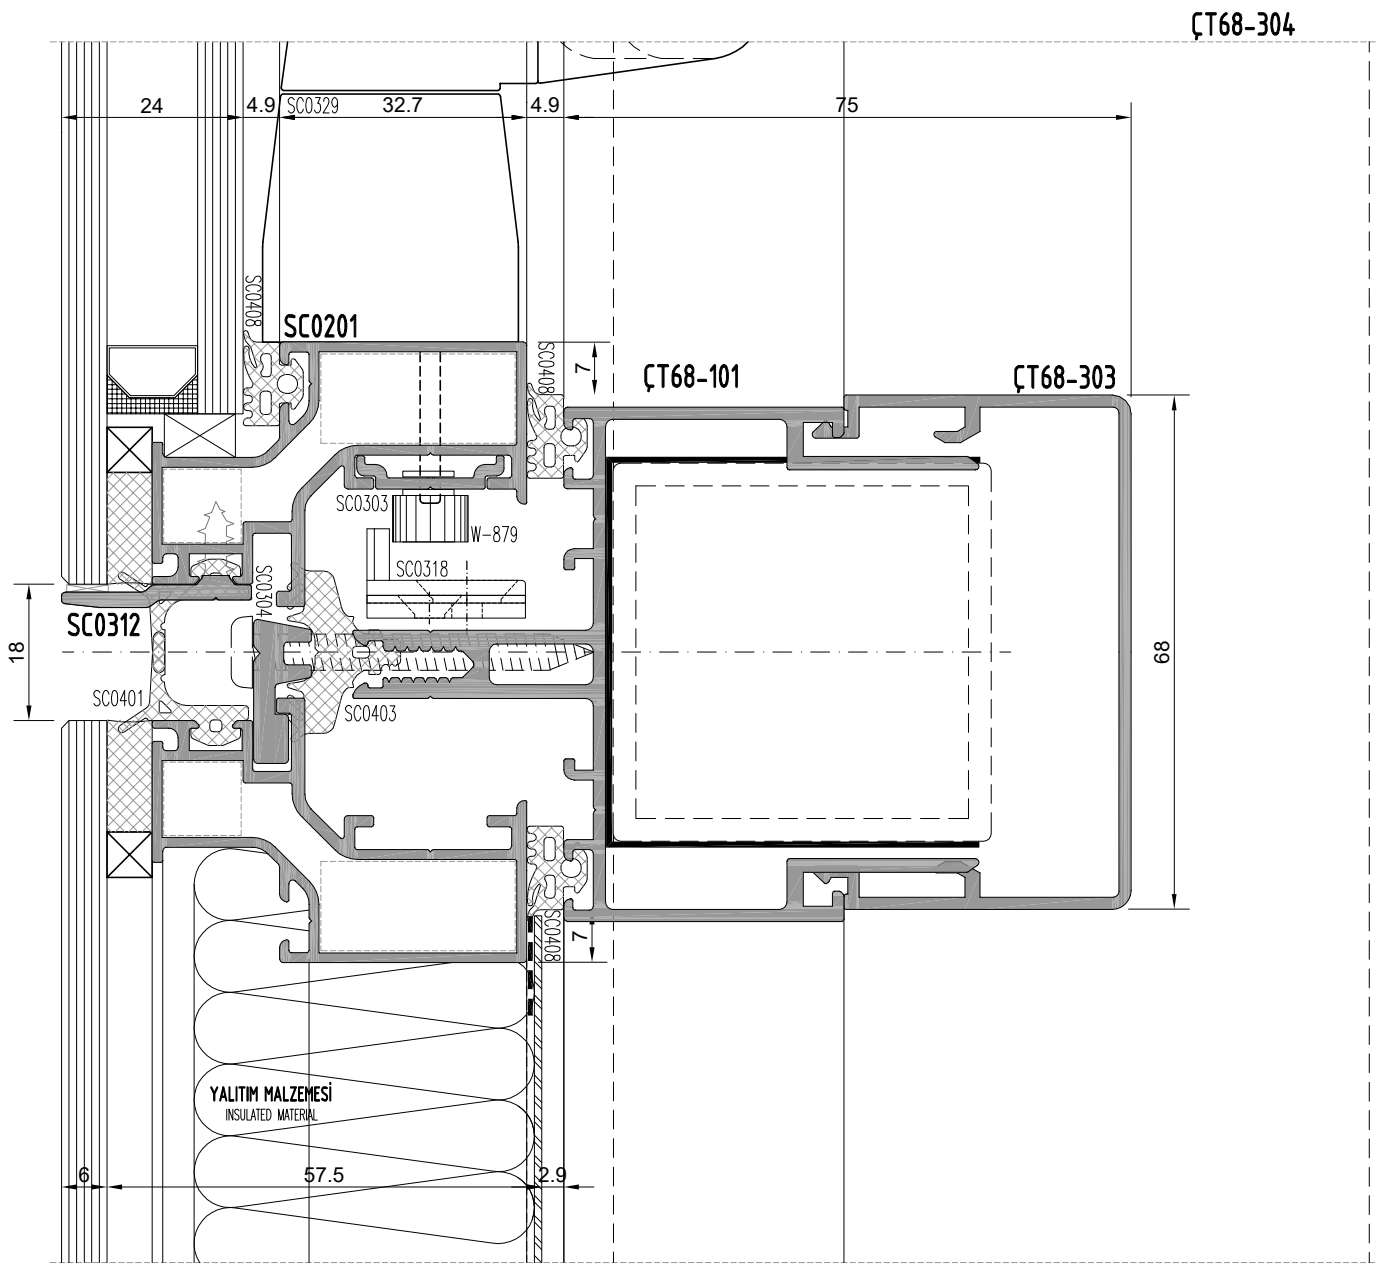 ÇT68-304
24
4.9
SC0329
32.7
4.9
75
SC0408
SC0201
SC0408
7
ÇT68-101
ÇT68-303
SC0303
W-879
SC0318
SC0304
SC0312
18
68
SC0401
SC0403
SC0408
7
YALITIM MALZEMESİ
INSULATED MATERIAL
6
57.5
2.9